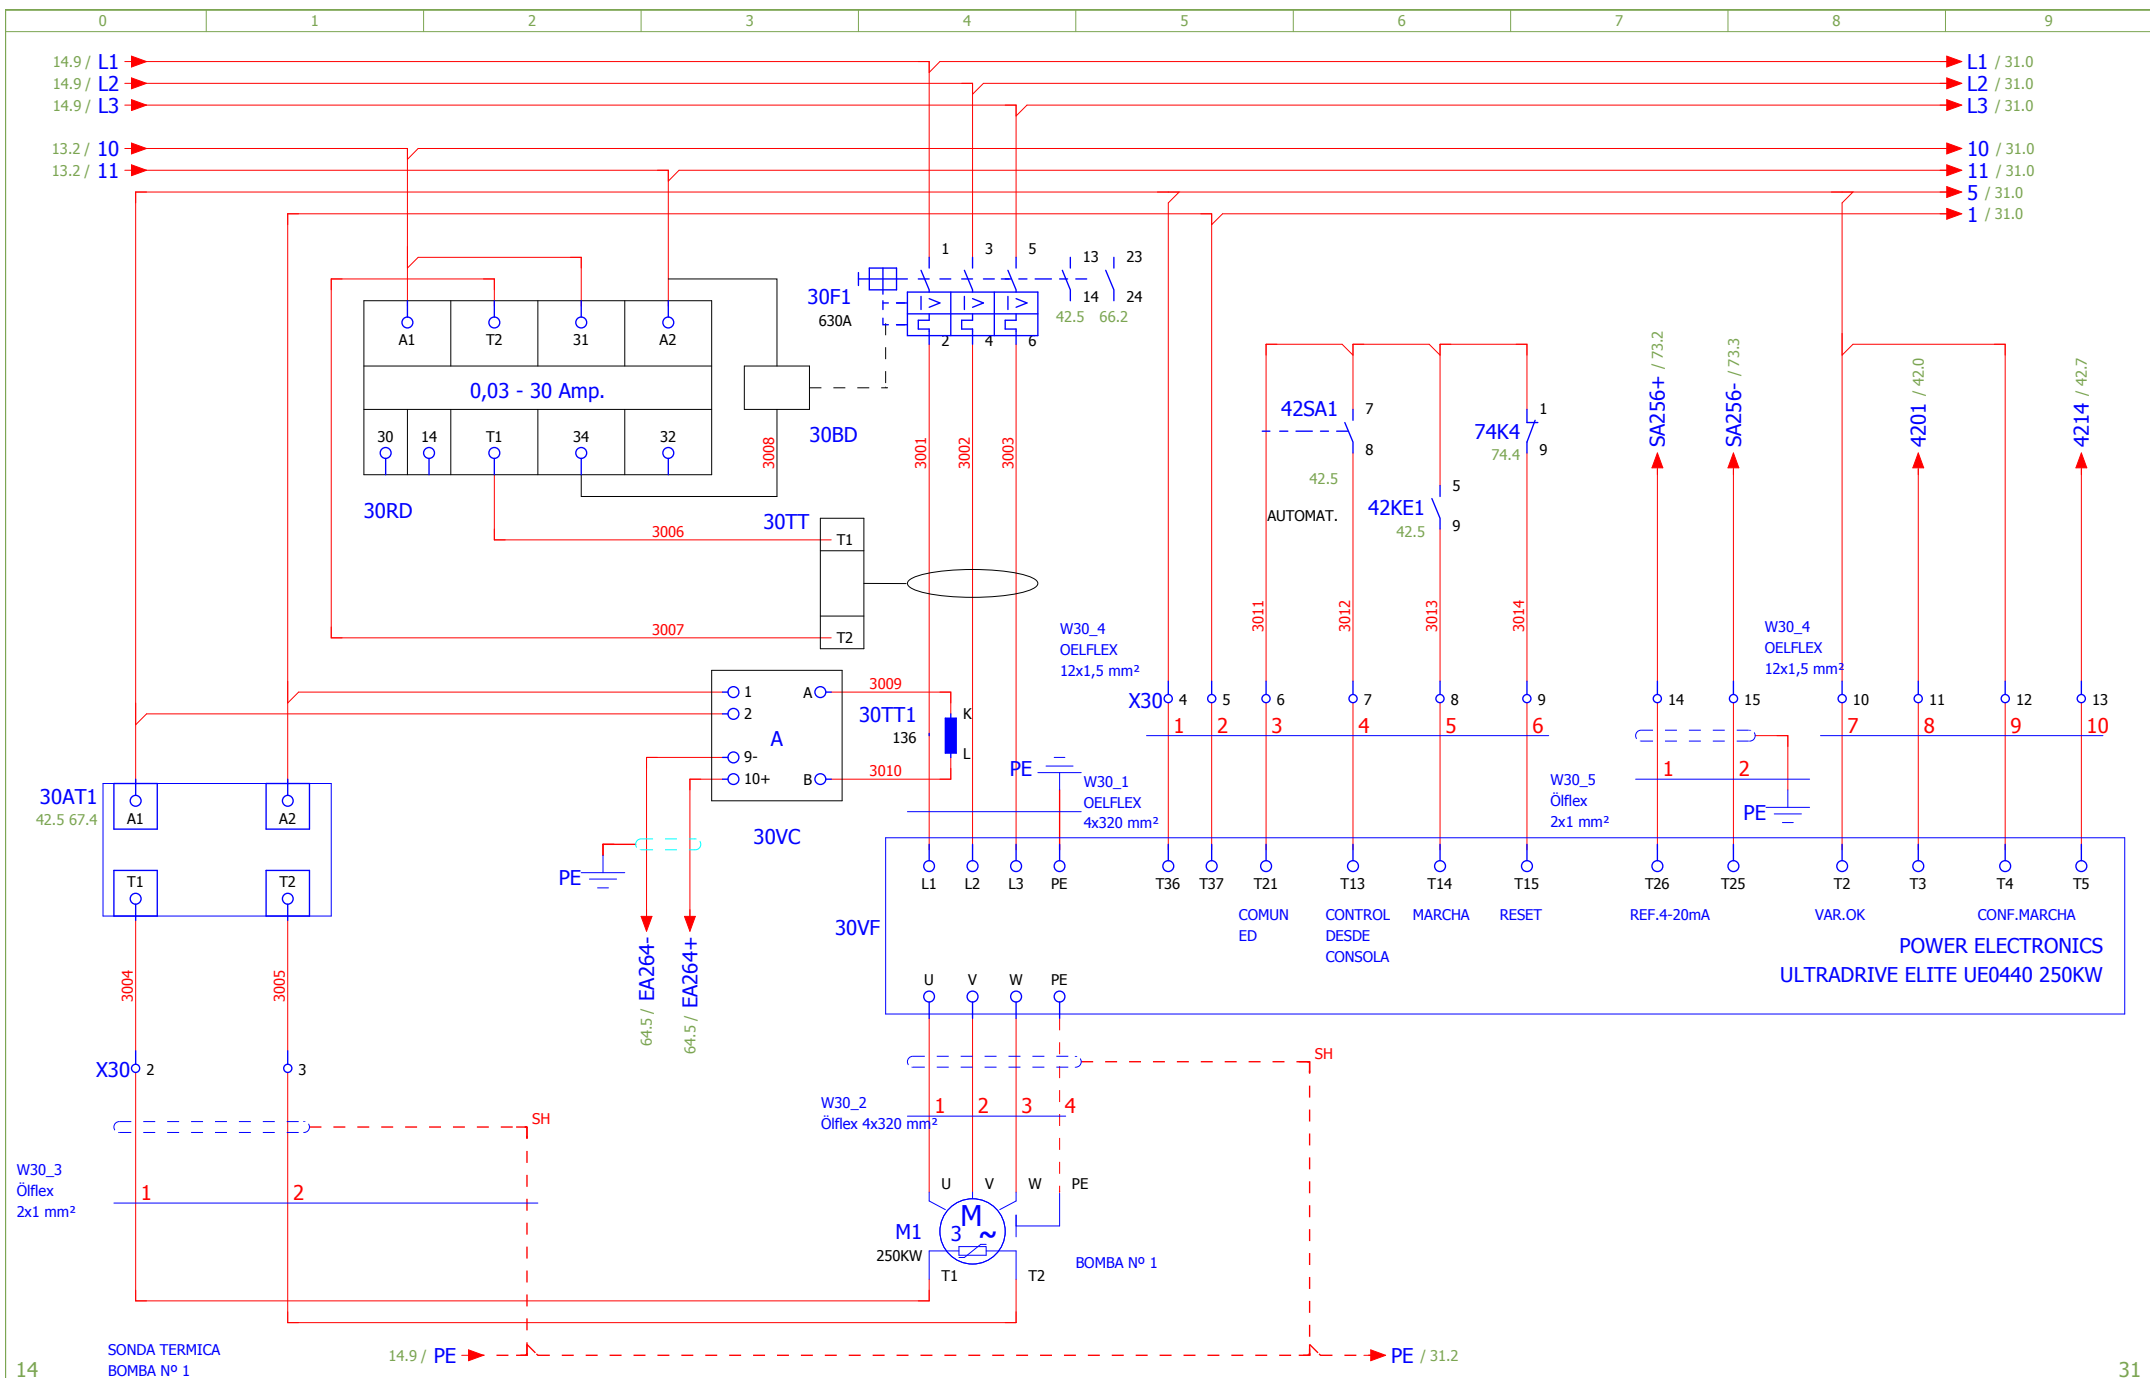 0 1 2 3 4 5 6 7 8 9
14.9 / L1
L1 / 31.0
14.9 / L2
L2 / 31.0
14.9 / L3
L3 / 31.0
13.2 / 10
10 / 31.0
13.2 / 11
11 / 31.0
5 / 31.0
1 / 31.0
1 3 5 13 23
30F1
630A
I> I> I>
14 24
42.5 66.2
2 4 6
A1 T2 31 A2
0,03 - 30 Amp.
30 14 T1 34 32
30RD
30BD
3008
3001
3002
3003
42SA1
7
8
42.5
AUTOMAT.
42KE1
42.5
5
9
74K4
74.4
1
9
SA256+ / 73.2
SA256- / 73.3
4201 / 42.0
4214 / 42.7
3006
30TT
T1
3007
T2
3011
3012
3013
3014
W30_4
OELFLEX
12x1,5 mm²
W30_4
OELFLEX
12x1,5 mm²
X30 4 5 6 7 8 9 14 15 10 11 12 13
1 2 3 4 5 6 7 8 9 10
1 A
2
A
9-
10+ B
30VC
3009
30TT1
136
K
L
3010
PE
W30_1
OELFLEX
4x320 mm²
W30_5
Ölflex
2x1 mm²
1 2
PE
30AT1
42.5 67.4
A1 A2
T1 T2
PE
64.5 / EA264-
64.5 / EA264+
30VF
L1 L2 L3 PE T36 T37 T21 T13 T14 T15 T26 T25 T2 T3 T4 T5
COMUN
ED
CONTROL
DESDE
CONSOLA
MARCHA
RESET
REF.4-20mA
VAR.OK
CONF.MARCHA
POWER ELECTRONICS
ULTRADRIVE ELITE UE0440 250KW
U V W PE
3004
3005
X30 2 3
SH
SH
W30_2
Ölflex 4x320 mm²
1 2 3 4
W30_3
Ölflex
2x1 mm²
1 2
U V W PE
M1
250KW
M
3 ~
T1 T2
BOMBA Nº 1
SONDA TERMICA
BOMBA Nº 1
14.9 / PE
PE / 31.2
14
31